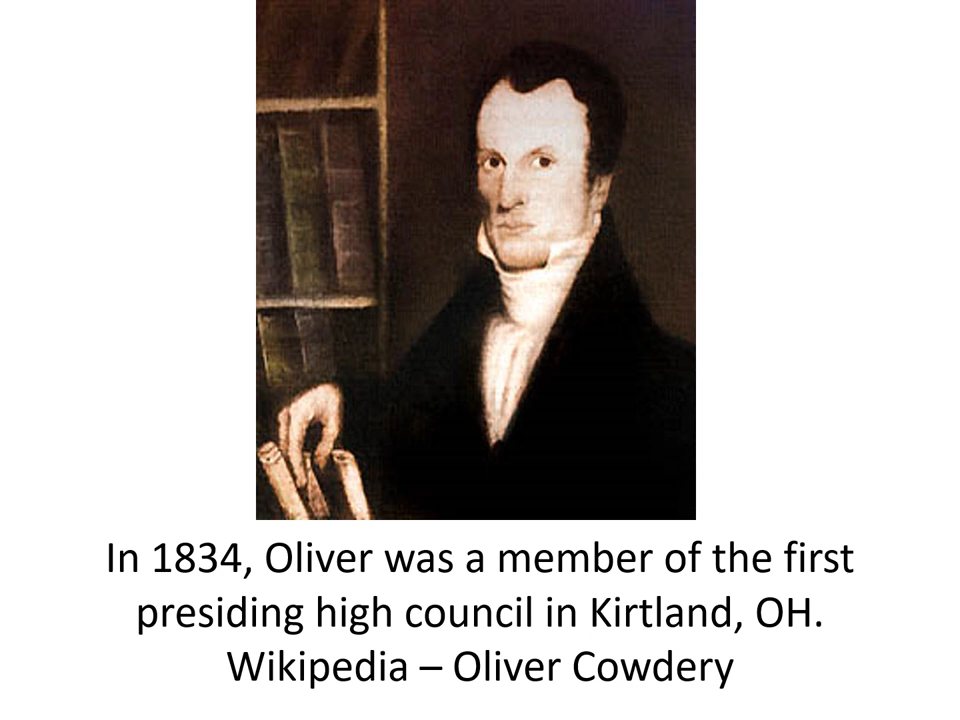 In 1834, Oliver was a member of the first
presiding high council in Kirtland, OH.
Wikipedia – Oliver Cowdery